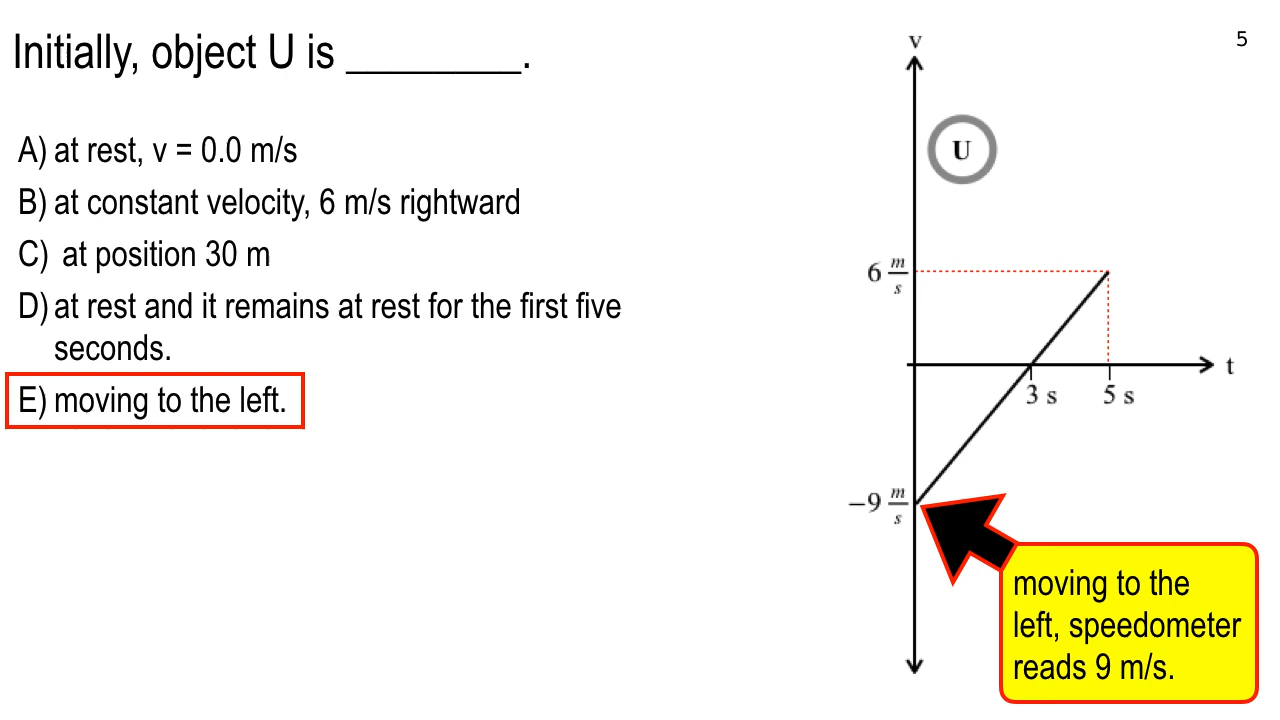 5
Initially, object U is ________.
A) at rest, v = 0.0 m/s
B) at constant velocity, 6 m/s rightward
C) at position 30 m
D) at rest and it remains at rest for the first five
seconds.
E) moving to the left.
v
U
6 m/s
t
3 s 5 s
−9 m/s
moving to the
left, speedometer
reads 9 m/s.